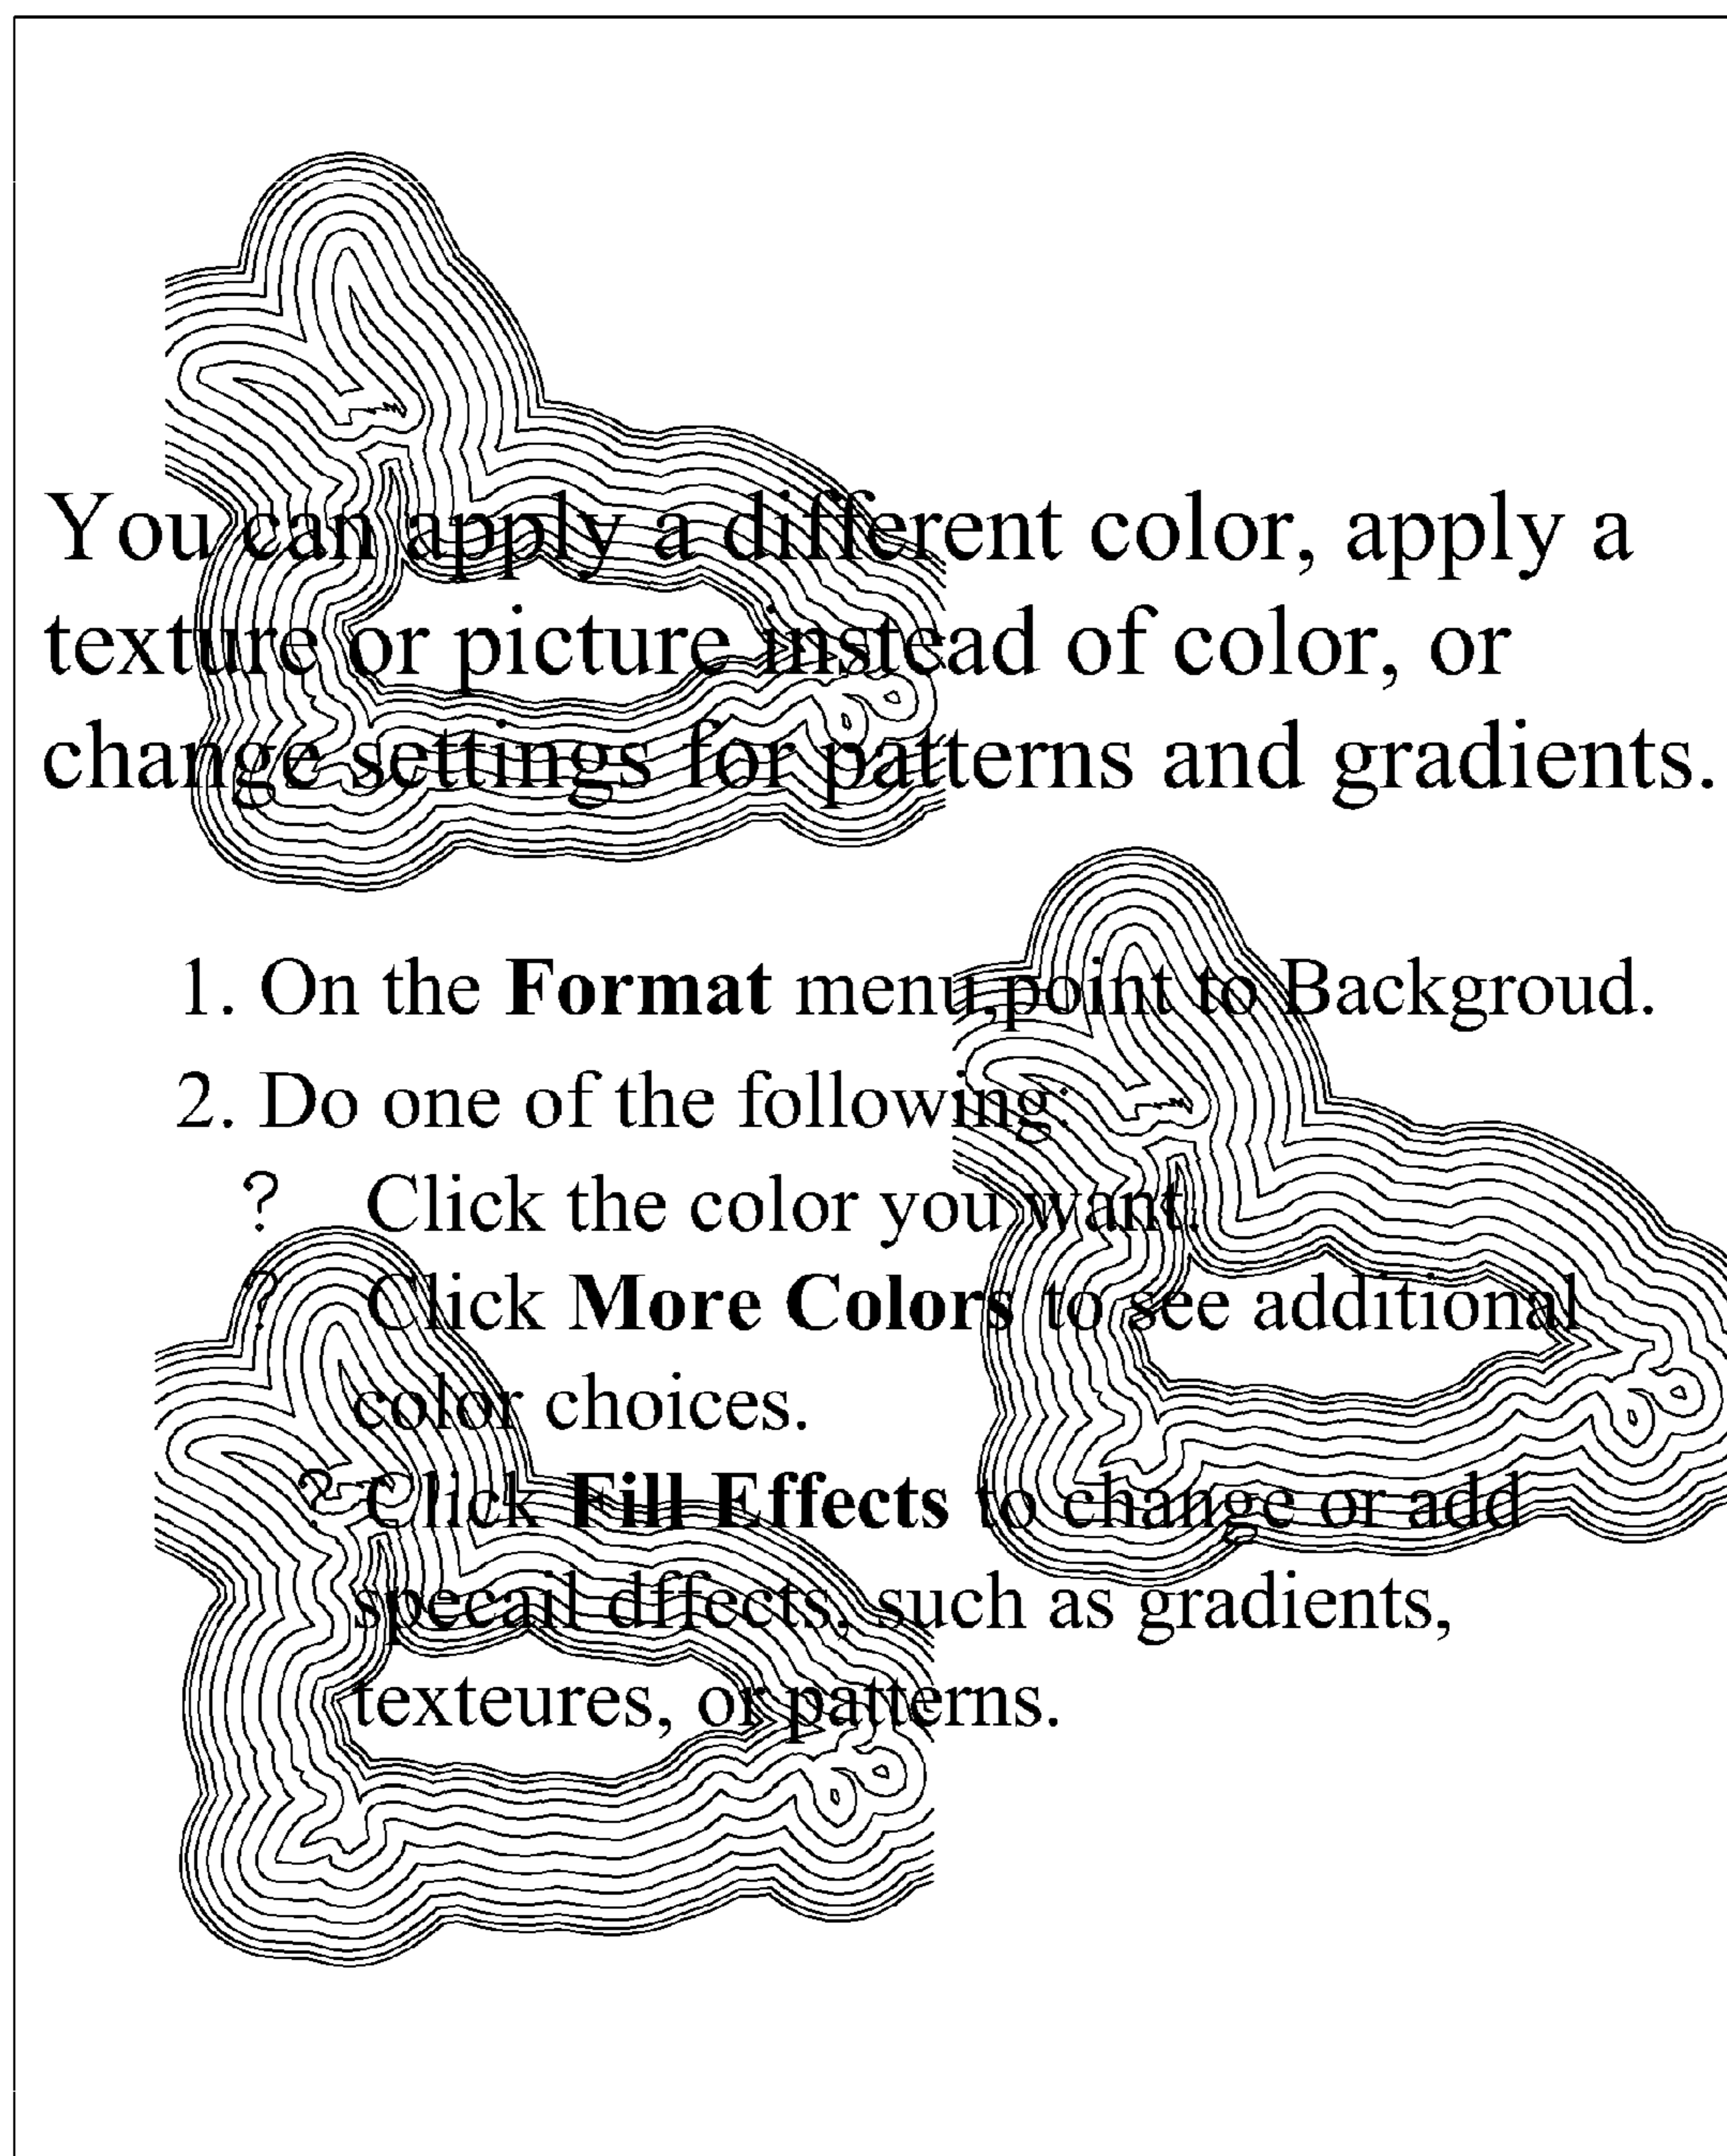 You can apply a different color, apply a
texture or picture instead of color, or
change settings for patterns and gradients.
1. On the Format menu,point to Backgroud.
2. Do one of the following:
? Click the color you want.
? Click More Colors to see additional
color choices.
? Click Fill Effects to change or add
specail dffects, such as gradients,
texteures, or patterns.